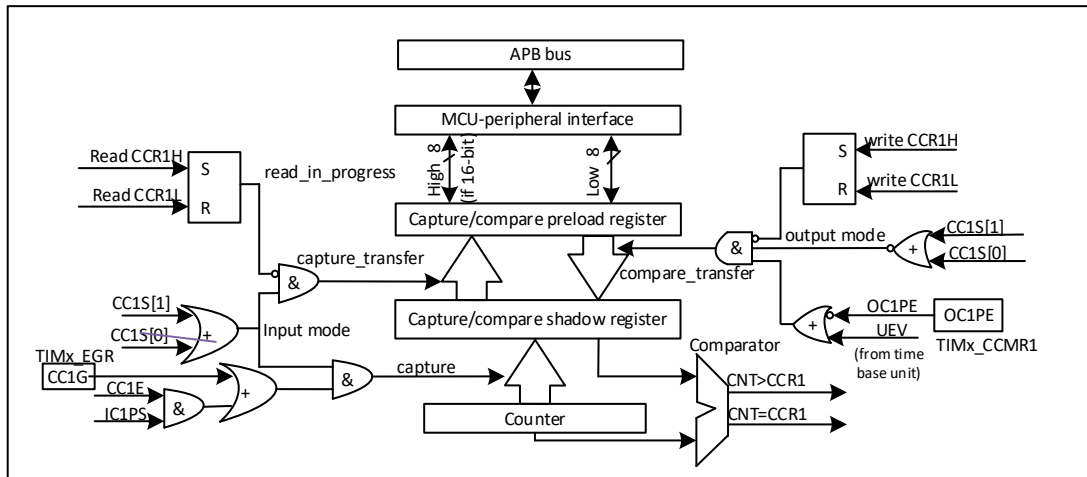 APB bus
MCU-peripheral interface
High 8
(if 16-bit)
Low 8
Read CCR1H
Read CCR1L
S
R
read_in_progress
write CCR1H
write CCR1L
S
R
Capture/compare preload register
CC1S[1]
CC1S[0]
output mode
+
&
compare_transfer
capture_transfer
&
CC1S[1]
CC1S[0]
+
Input mode
Capture/compare shadow register
OC1PE
UEV
(from time
base unit)
+
OC1PE
TIMx_CCMR1
TIMx_EGR
CC1G
CC1E
IC1PS
&
+
&
capture
Counter
Comparator
CNT>CCR1
CNT=CCR1